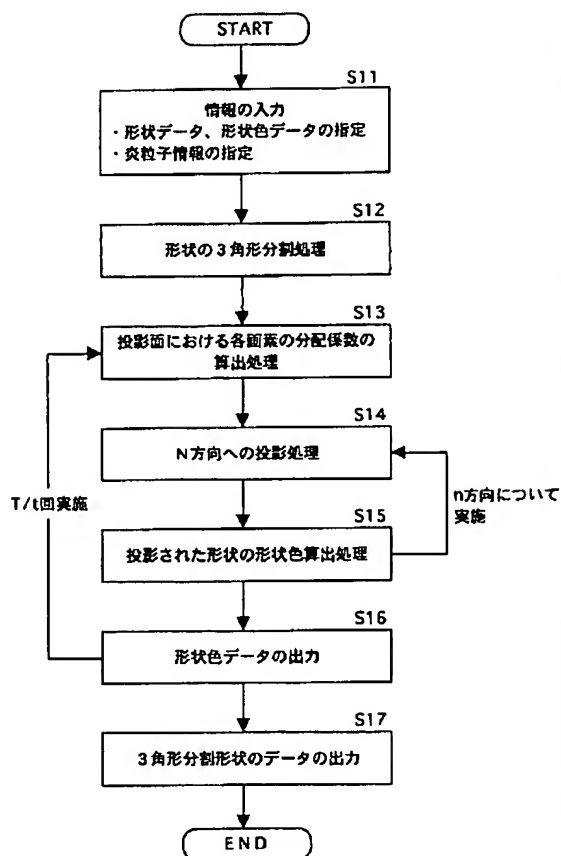 START
S11
情報の入力
・形状データ、形状色データの指定
・炎粒子情報の指定
S12
形状の3角形分割処理
S13
投影面における各画素の分配係数の
算出処理
S14
N方向への投影処理
T/t回実施
n方向について
実施
S15
投影された形状の形状色算出処理
S16
形状色データの出力
S17
3角形分割形状のデータの出力
END